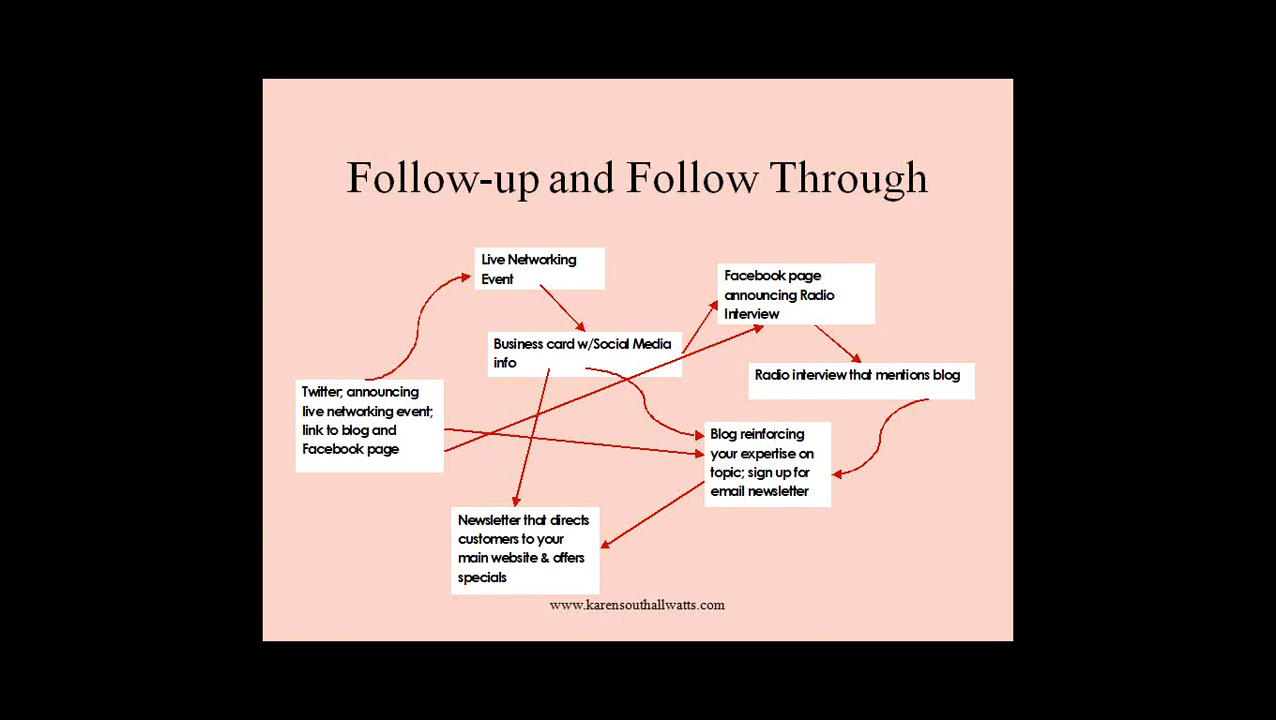 Follow-up and Follow Through
Live Networking
Event
Facebook page
announcing Radio
Interview
Business card w/Social Media
info
Radio interview that mentions blog
Twitter; announcing
live networking event;
link to blog and
Facebook page
Blog reinforcing
your expertise on
topic; sign up for
email newsletter
Newsletter that directs
customers to your
main website & offers
specials
www.karensouthallwatts.com